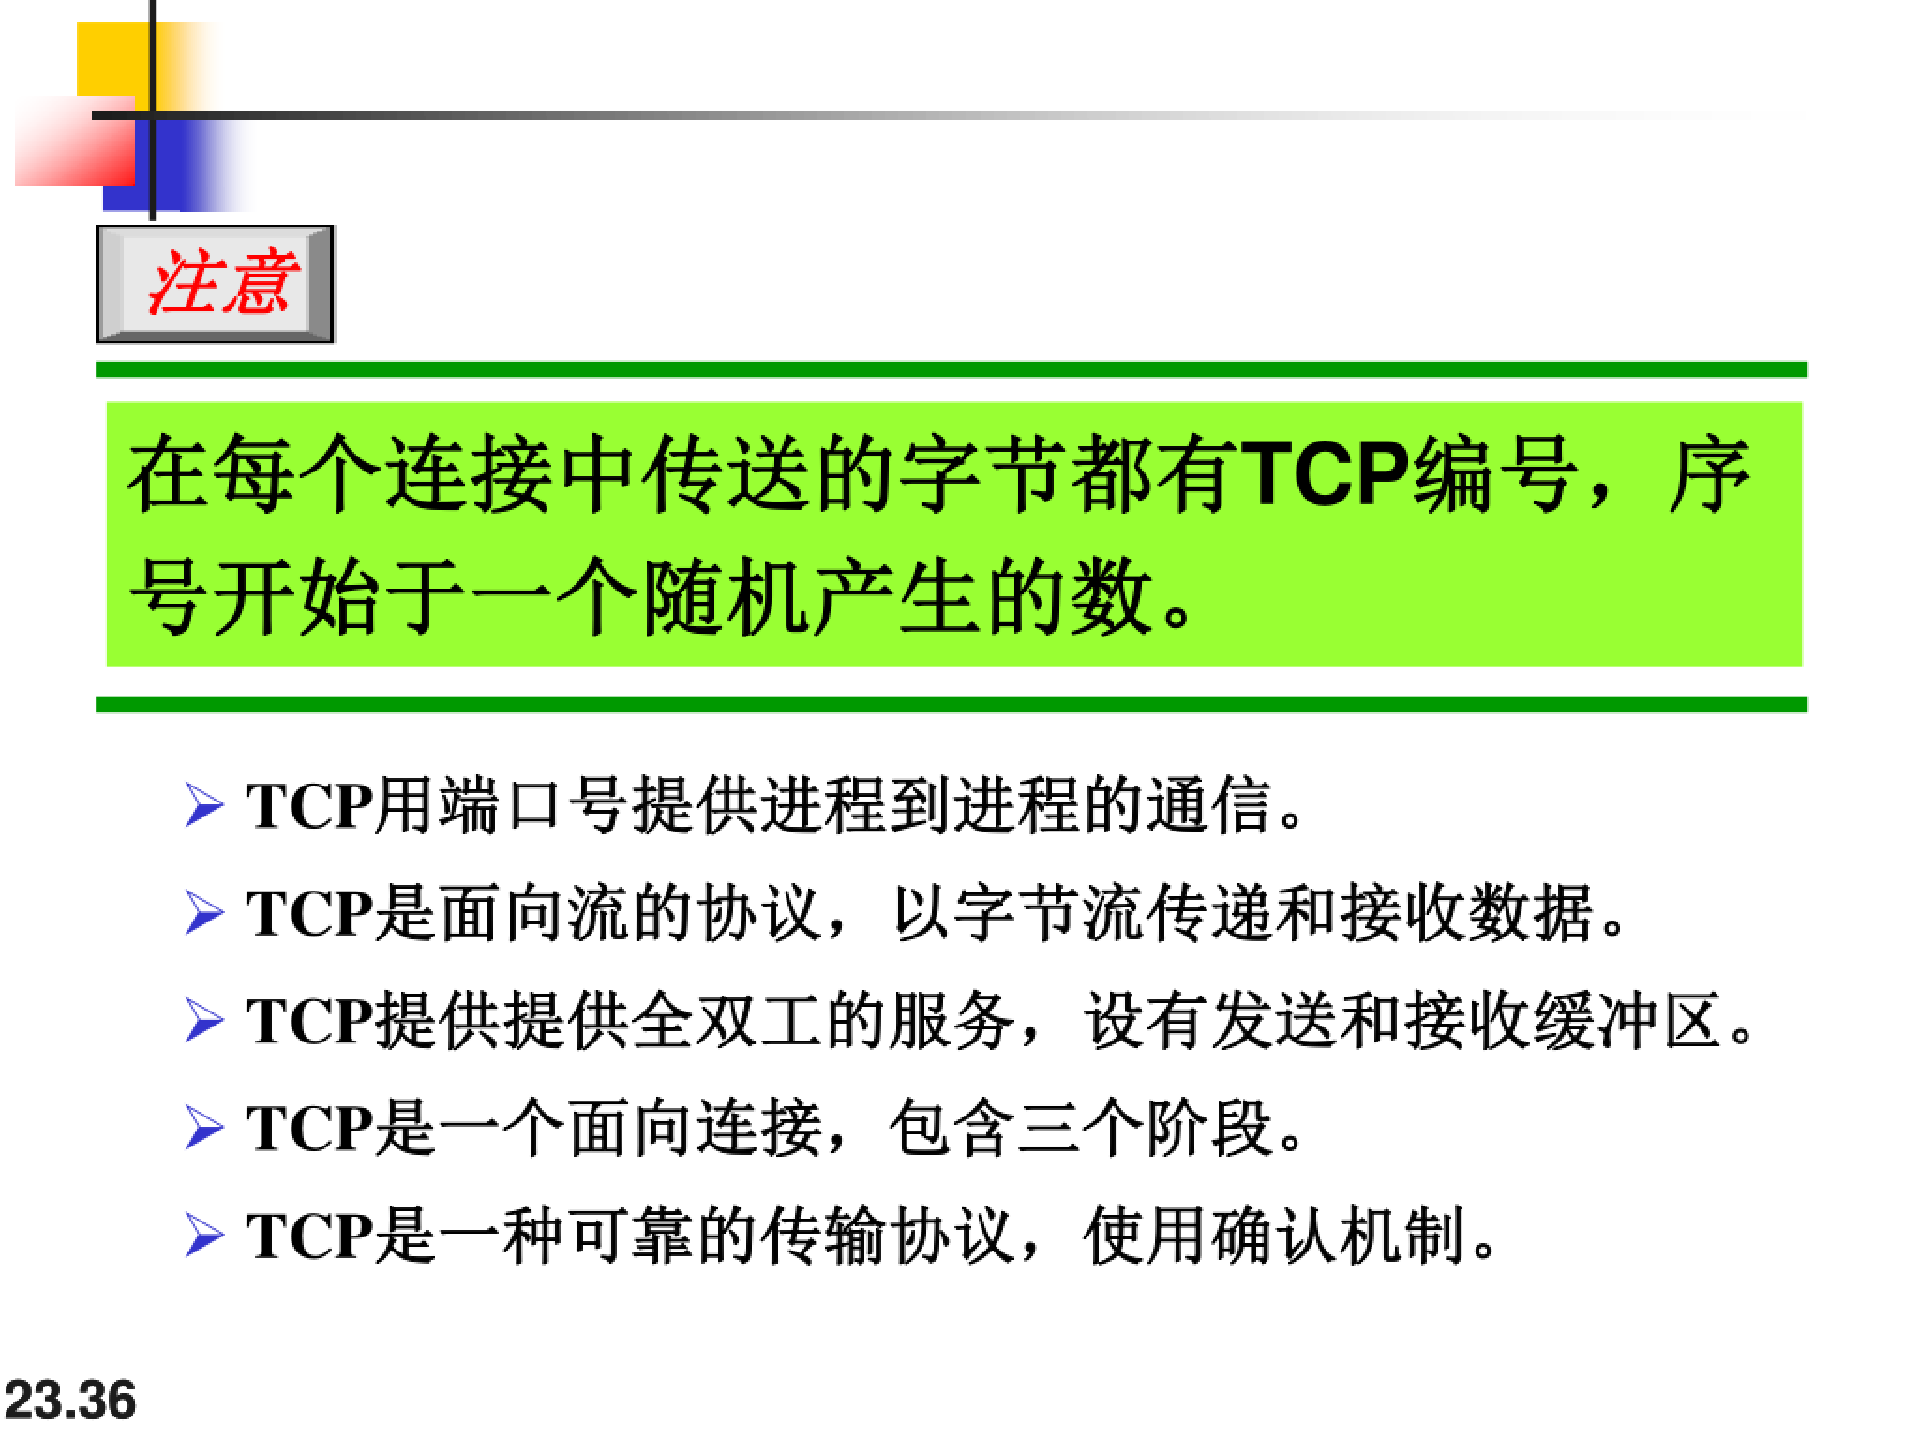 注意
在每个连接中传送的字节都有TCP编号，序
号开始于一个随机产生的数。
TCP用端口号提供进程到进程的通信。
TCP是面向流的协议，以字节流传递和接收数据。
TCP提供提供全双工的服务，设有发送和接收缓冲区。
TCP是一个面向连接，包含三个阶段。
TCP是一种可靠的传输协议，使用确认机制。
23.36